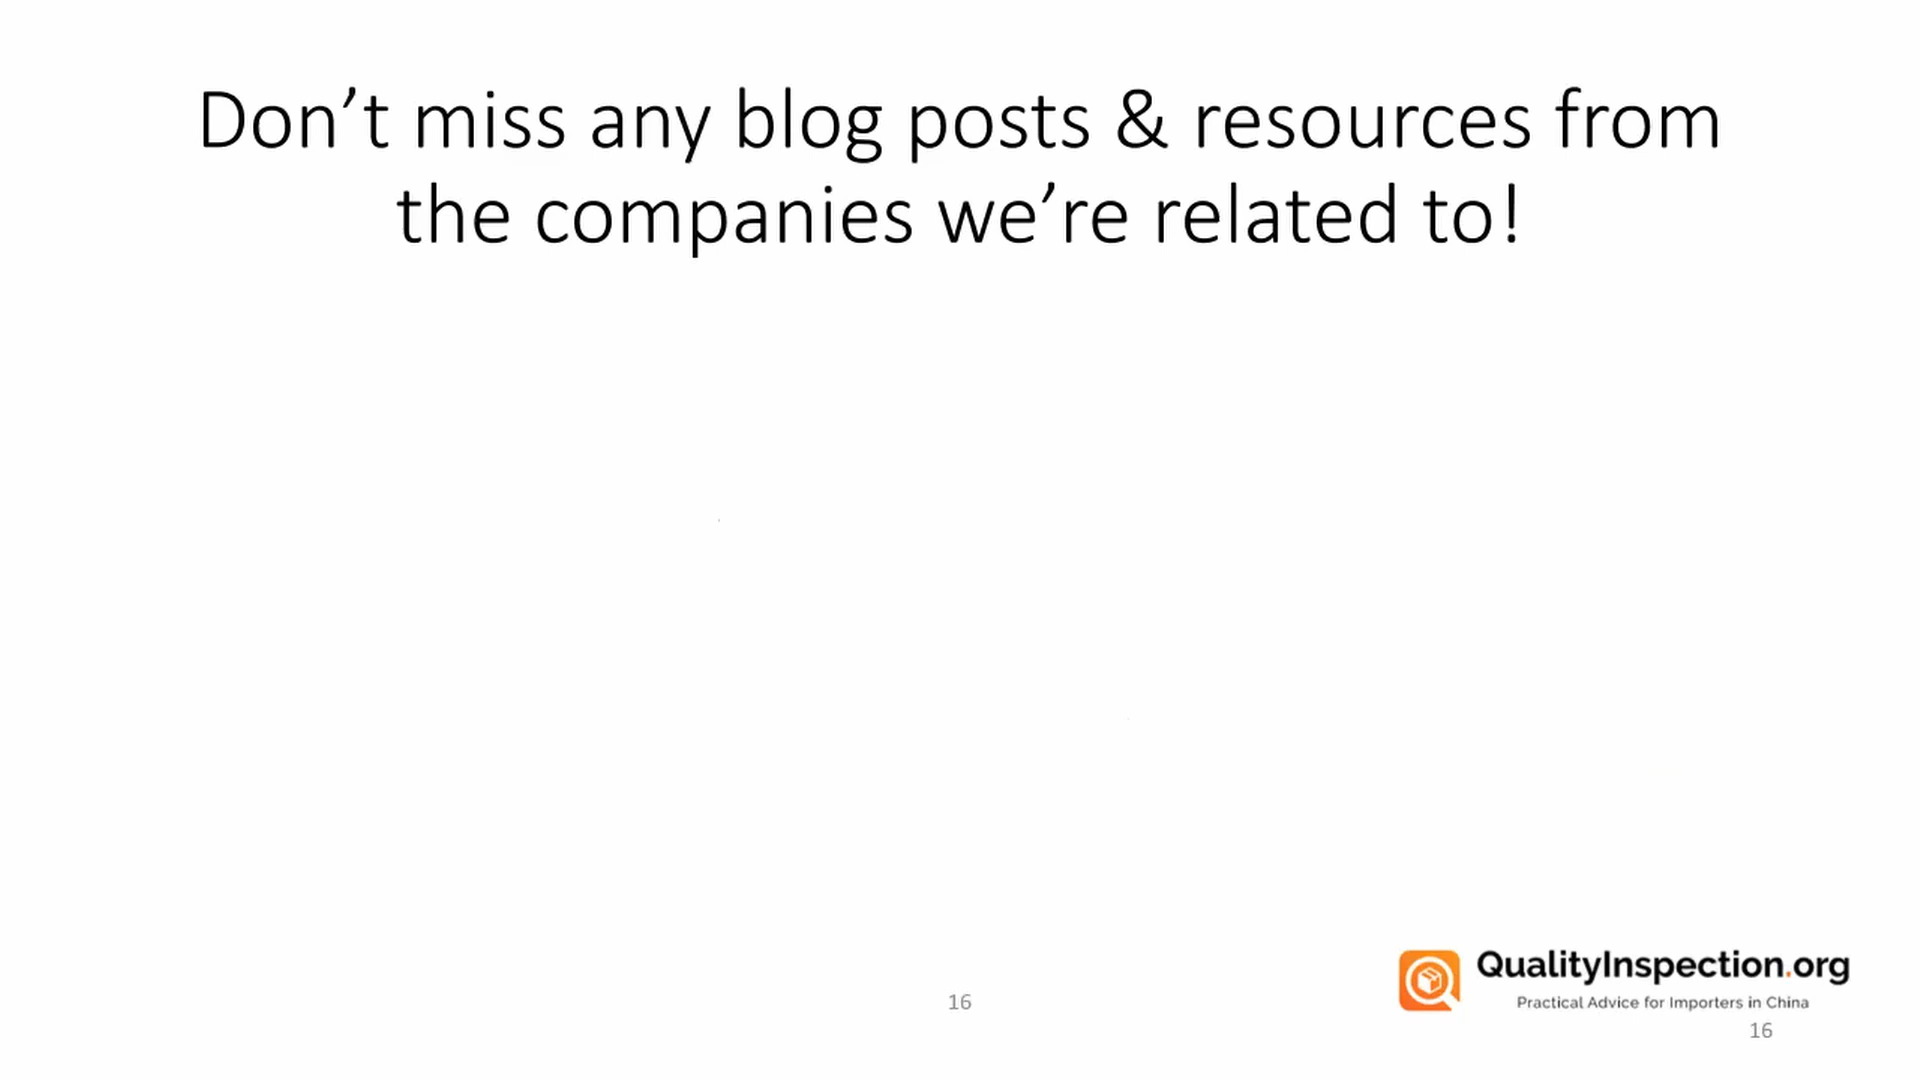 Don’t miss any blog posts & resources from
the companies we’re related to!
QualityInspection.org
Practical Advice for Importers in China
16
16